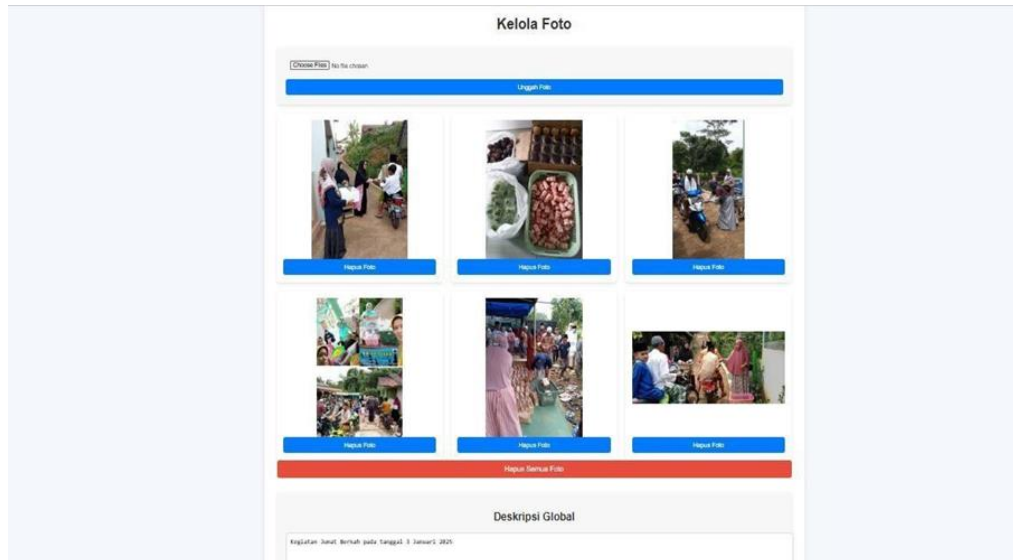 Kelola Foto
Choose Files No file chosen
Unggah Foto
Hapus Foto
Hapus Foto
Hapus Foto
Hapus Foto
Hapus Foto
Hapus Foto
Hapus Semua Foto
Deskripsi Global
Kegiatan Jumat Berkah pada tanggal 3 Januari 2025